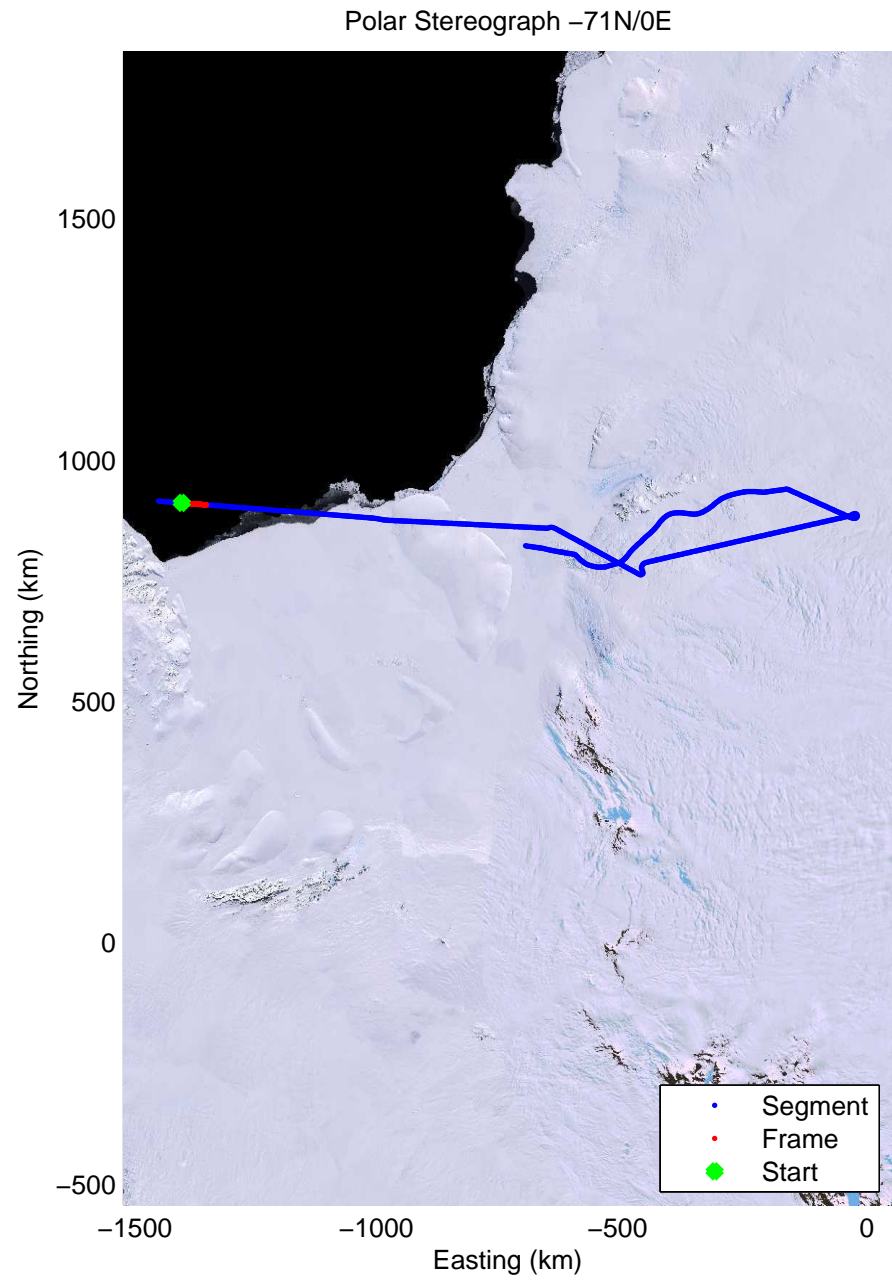 Polar Stereograph −71N/0E
1500
1000
500
0
−500
Northing (km)
−1500
−1000
−500
0
Easting (km)
Segment
Frame
Start